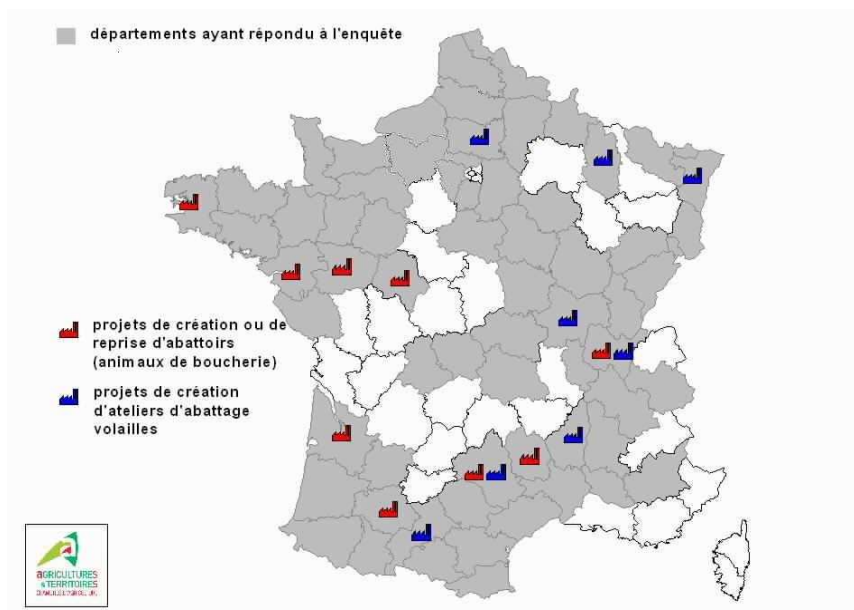 départements ayant répondu à l'enquête
projets de création ou de
reprise d'abattoirs
(animaux de boucherie)
projets de création
d'ateliers d'abattage
volailles
aGRICULTURES
& TERRITOIRES